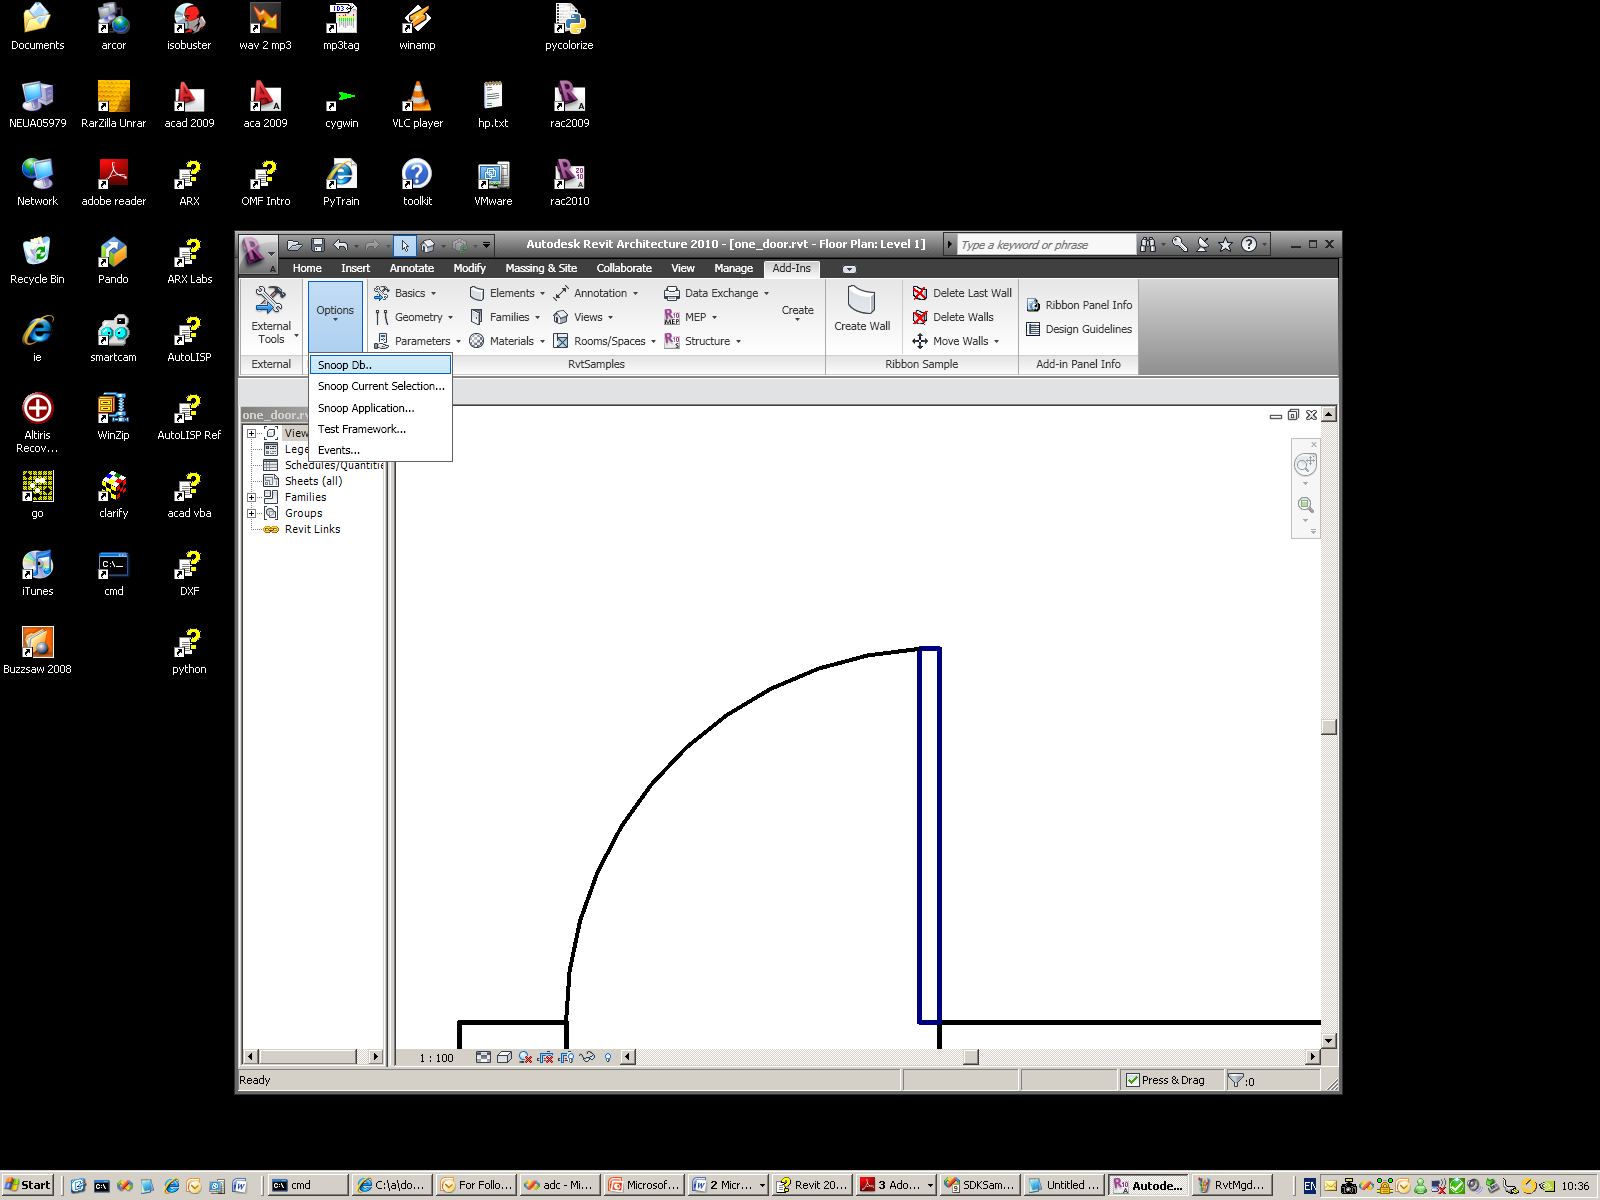 Documents
arcor
isobuster
wav 2 mp3
mp3tag
winamp
pycolorize
NEUA05979
RarZilla Unrar
acad 2009
aca 2009
cygwin
VLC player
hp.txt
rac2009
Network
adobe reader
ARX
OMF Intro
PyTrain
toolkit
VMware
rac2010
Recycle Bin
Pando
ARX Labs
ie
smartcam
AutoLISP
Altiris Recov...
WinZip
AutoLISP Ref
go
clarify
acad vba
iTunes
cmd
DXF
Buzzsaw 2008
python
Autodesk Revit Architecture 2010 - [one_door.rvt - Floor Plan: Level 1]
Type a keyword or phrase
Home Insert Annotate Modify Massing & Site Collaborate View Manage Add-Ins
External Tools
External
Options
Basics
Geometry
Parameters
Elements
Families
Materials
Annotation
Views
Rooms/Spaces
Data Exchange
MEP
Structure
Create
RvtSamples
Create Wall
Delete Last Wall
Delete Walls
Move Walls
Ribbon Sample
Ribbon Panel Info
Design Guidelines
Add-in Panel Info
Snoop Db..
Snoop Current Selection...
Snoop Application...
Test Framework...
Events...
one_door.rv
View
Lege
Schedules/Quantitie
Sheets (all)
Families
Groups
Revit Links
1 : 100
Ready
Press & Drag
:0
Start
cmd
C:\a\do...
For Follo...
adc - Mi...
Microsof...
2 Micr...
3 Ado...
SDKSam...
Revit 20...
Untitled ...
Autode...
RvtMgd...
EN
10:36